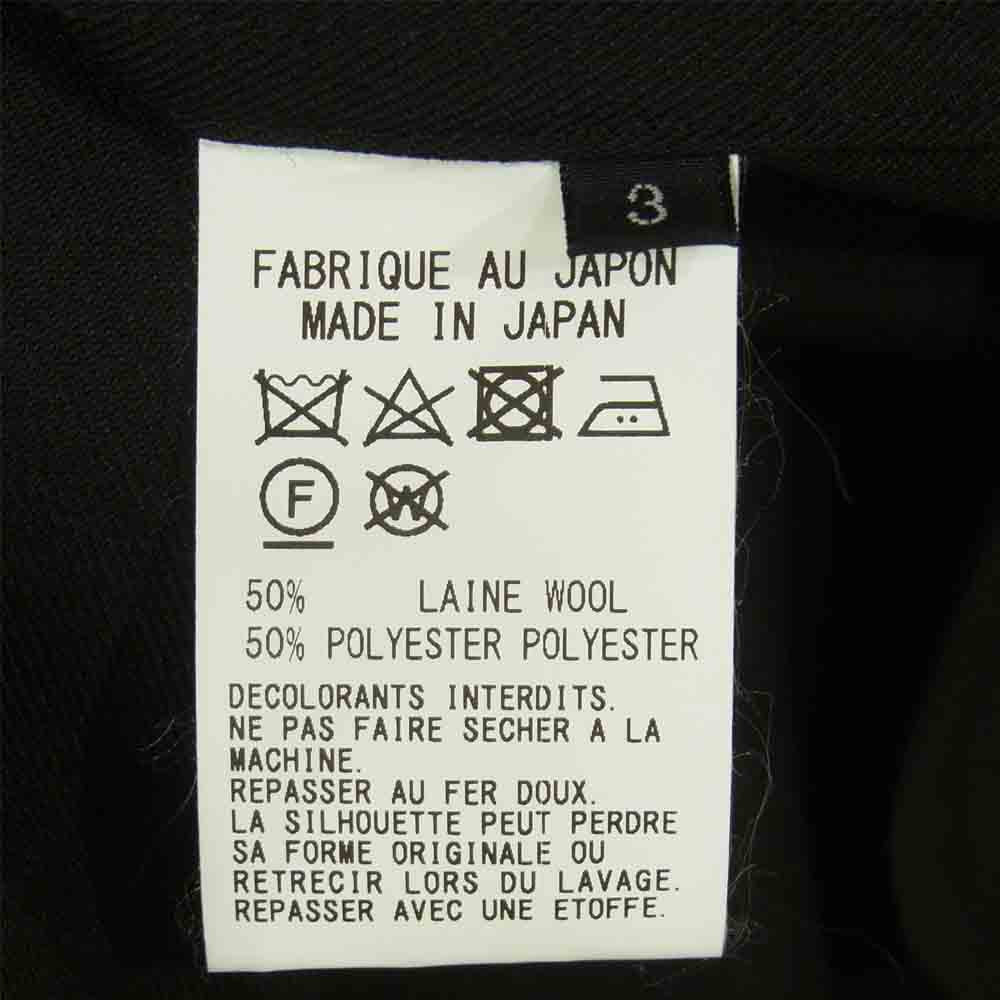 3
FABRIQUE AU JAPON
MADE IN JAPAN
F
W
50% LAINE WOOL
50% POLYESTER POLYESTER
DECOLORANTS INTERDITS.
NE PAS FAIRE SECHER A LA
MACHINE.
REPASSER AU FER DOUX.
LA SILHOUETTE PEUT PERDRE
SA FORME ORIGINALE OU
RETRECIR LORS DU LAVAGE.
REPASSER AVEC UNE ETOFFE.